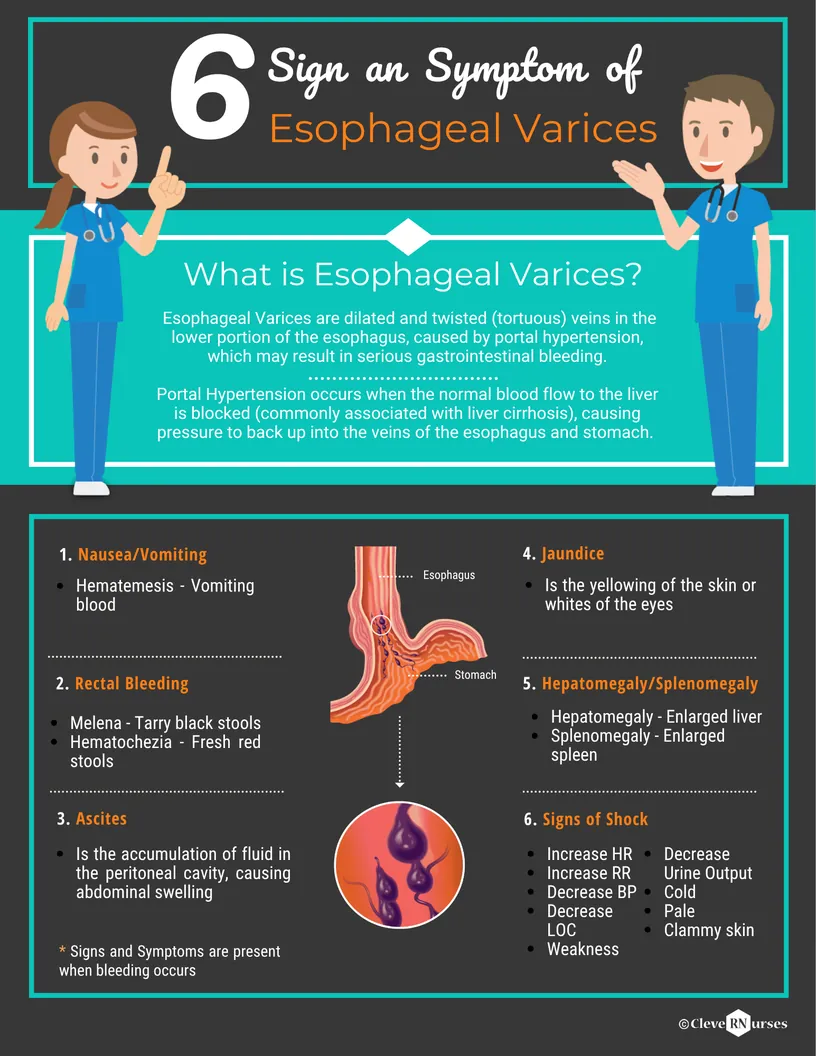 6 Sign an Symptom of
Esophageal Varices
What is Esophageal Varices?
Esophageal Varices are dilated and twisted (tortuous) veins in the
lower portion of the esophagus, caused by portal hypertension,
which may result in serious gastrointestinal bleeding.
Portal Hypertension occurs when the normal blood flow to the liver
is blocked (commonly associated with liver cirrhosis), causing
pressure to back up into the veins of the esophagus and stomach.
1. Nausea/Vomiting
• Hematemesis - Vomiting
blood
2. Rectal Bleeding
• Melena - Tarry black stools
• Hematochezia - Fresh red
stools
3. Ascites
• Is the accumulation of fluid in
the peritoneal cavity, causing
abdominal swelling
* Signs and Symptoms are present
when bleeding occurs
Esophagus
Stomach
4. Jaundice
• Is the yellowing of the skin or
whites of the eyes
5. Hepatomegaly/Splenomegaly
• Hepatomegaly - Enlarged liver
• Splenomegaly - Enlarged
spleen
6. Signs of Shock
• Increase HR
• Increase RR
• Decrease BP
• Decrease
LOC
• Weakness
• Decrease
Urine Output
• Cold
• Pale
• Clammy skin
©CleveRNurses